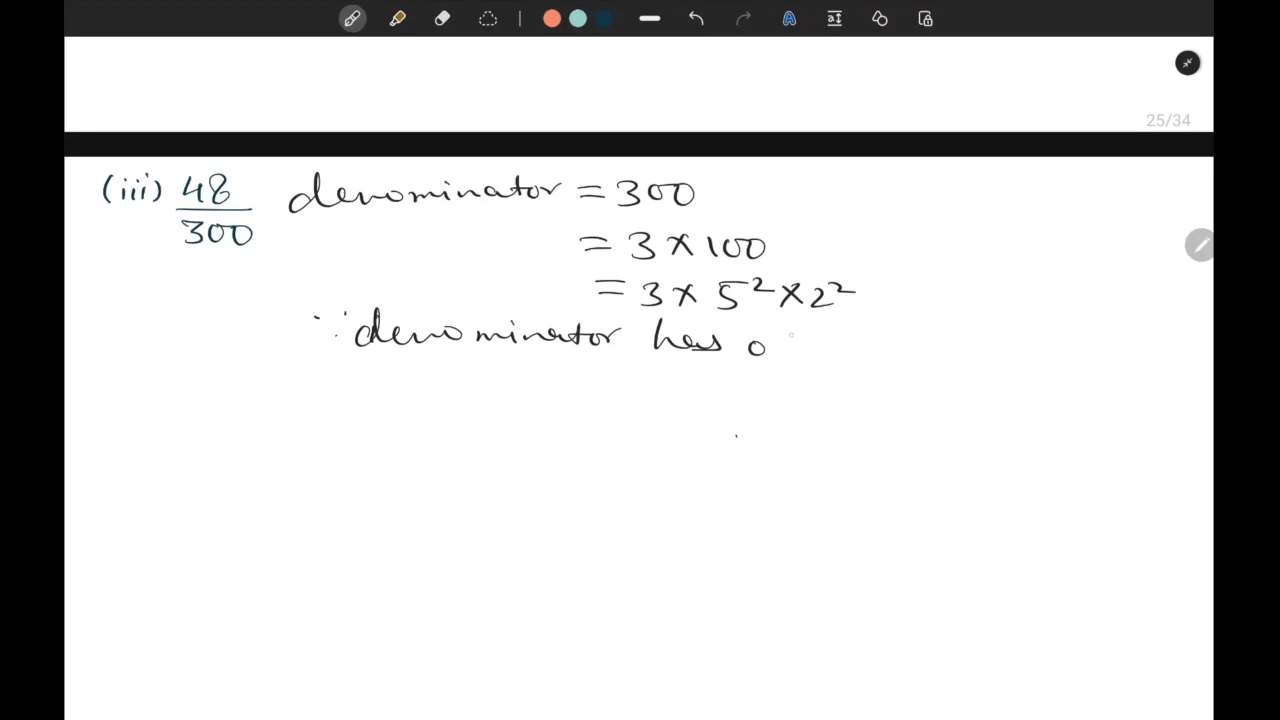 25/34
(iii) 48/300 denominator = 300
= 3 × 100
= 3 × 5² × 2²
∵ denominator has o